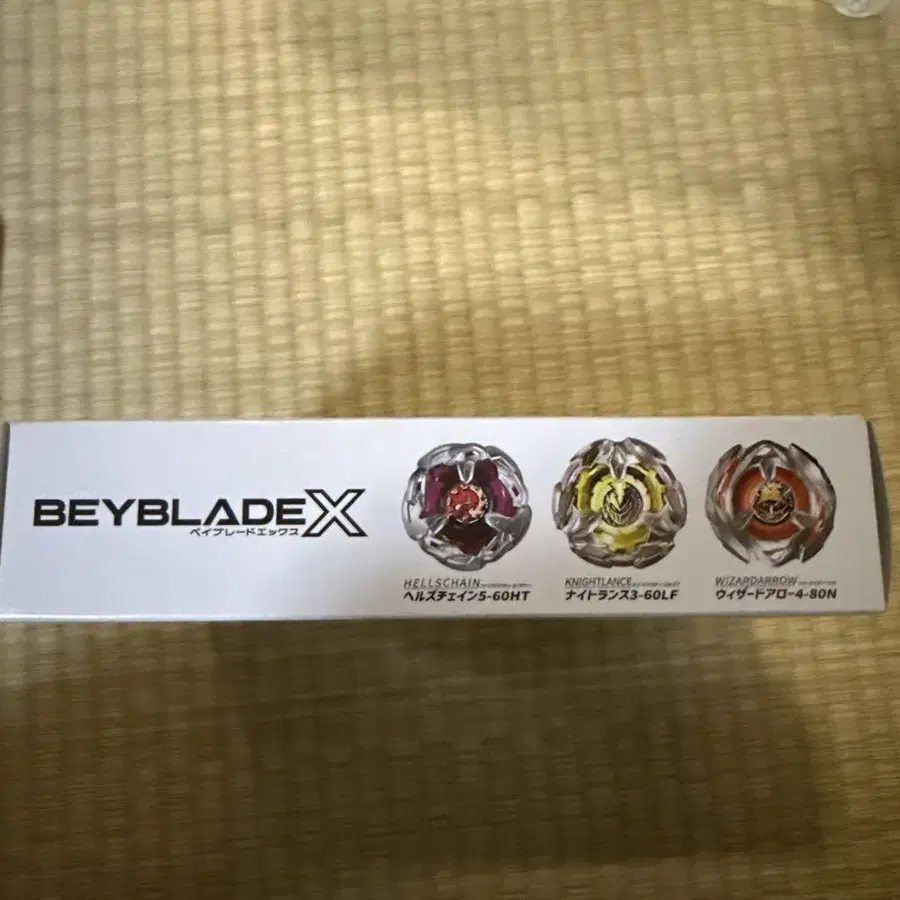 BEYBLADE X
ベイブレードエックス
HELLSCHAIN
ヘルズチェイン5-60HT
KNIGHTLANCE
ナイトランス3-60LF
WIZARDARROW
ウィザードアロー4-80N